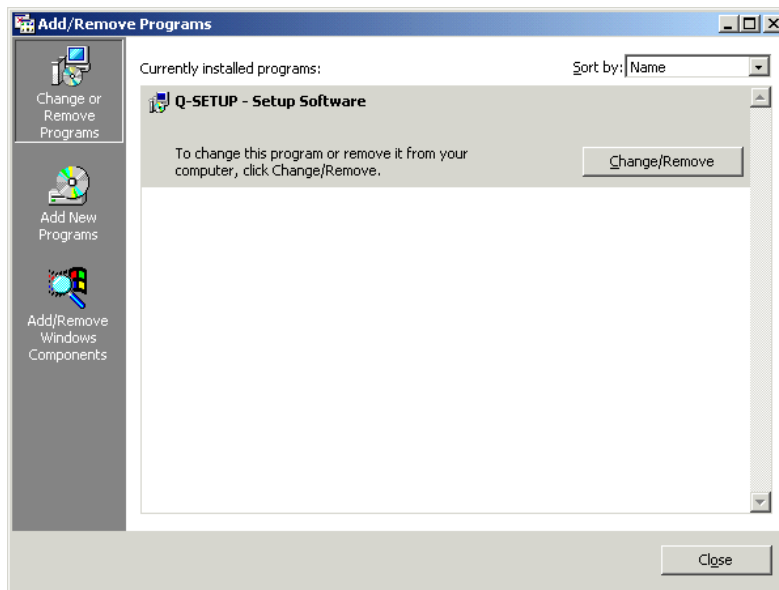 Add/Remove Programs
Change or
Remove
Programs
Currently installed programs:
Sort by: Name
Q-SETUP - Setup Software
To change this program or remove it from your
computer, click Change/Remove.
Change/Remove
Add New
Programs
Add/Remove
Windows
Components
Close